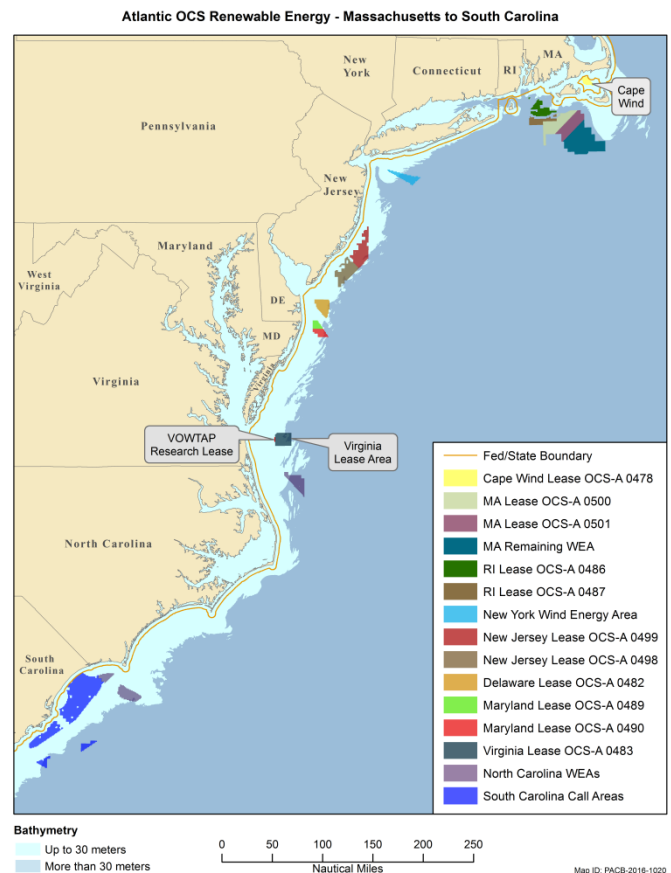 Atlantic OCS Renewable Energy - Massachusetts to South Carolina
MA
New
York
Connecticut
RI
Cape
Wind
Pennsylvania
New
Jersey
Maryland
West
Virginia
DE
MD
Virginia
Virginia
VOWTAP
Research Lease
Virginia
Lease Area
North Carolina
South
Carolina
Fed/State Boundary
Cape Wind Lease OCS-A 0478
MA Lease OCS-A 0500
MA Lease OCS-A 0501
MA Remaining WEA
RI Lease OCS-A 0486
RI Lease OCS-A 0487
New York Wind Energy Area
New Jersey Lease OCS-A 0499
New Jersey Lease OCS-A 0498
Delaware Lease OCS-A 0482
Maryland Lease OCS-A 0489
Maryland Lease OCS-A 0490
Virginia Lease OCS-A 0483
North Carolina WEAs
South Carolina Call Areas
Bathymetry
Up to 30 meters
More than 30 meters
0 50 100 150 200 250
Nautical Miles
Map ID: PACB-2016-1020